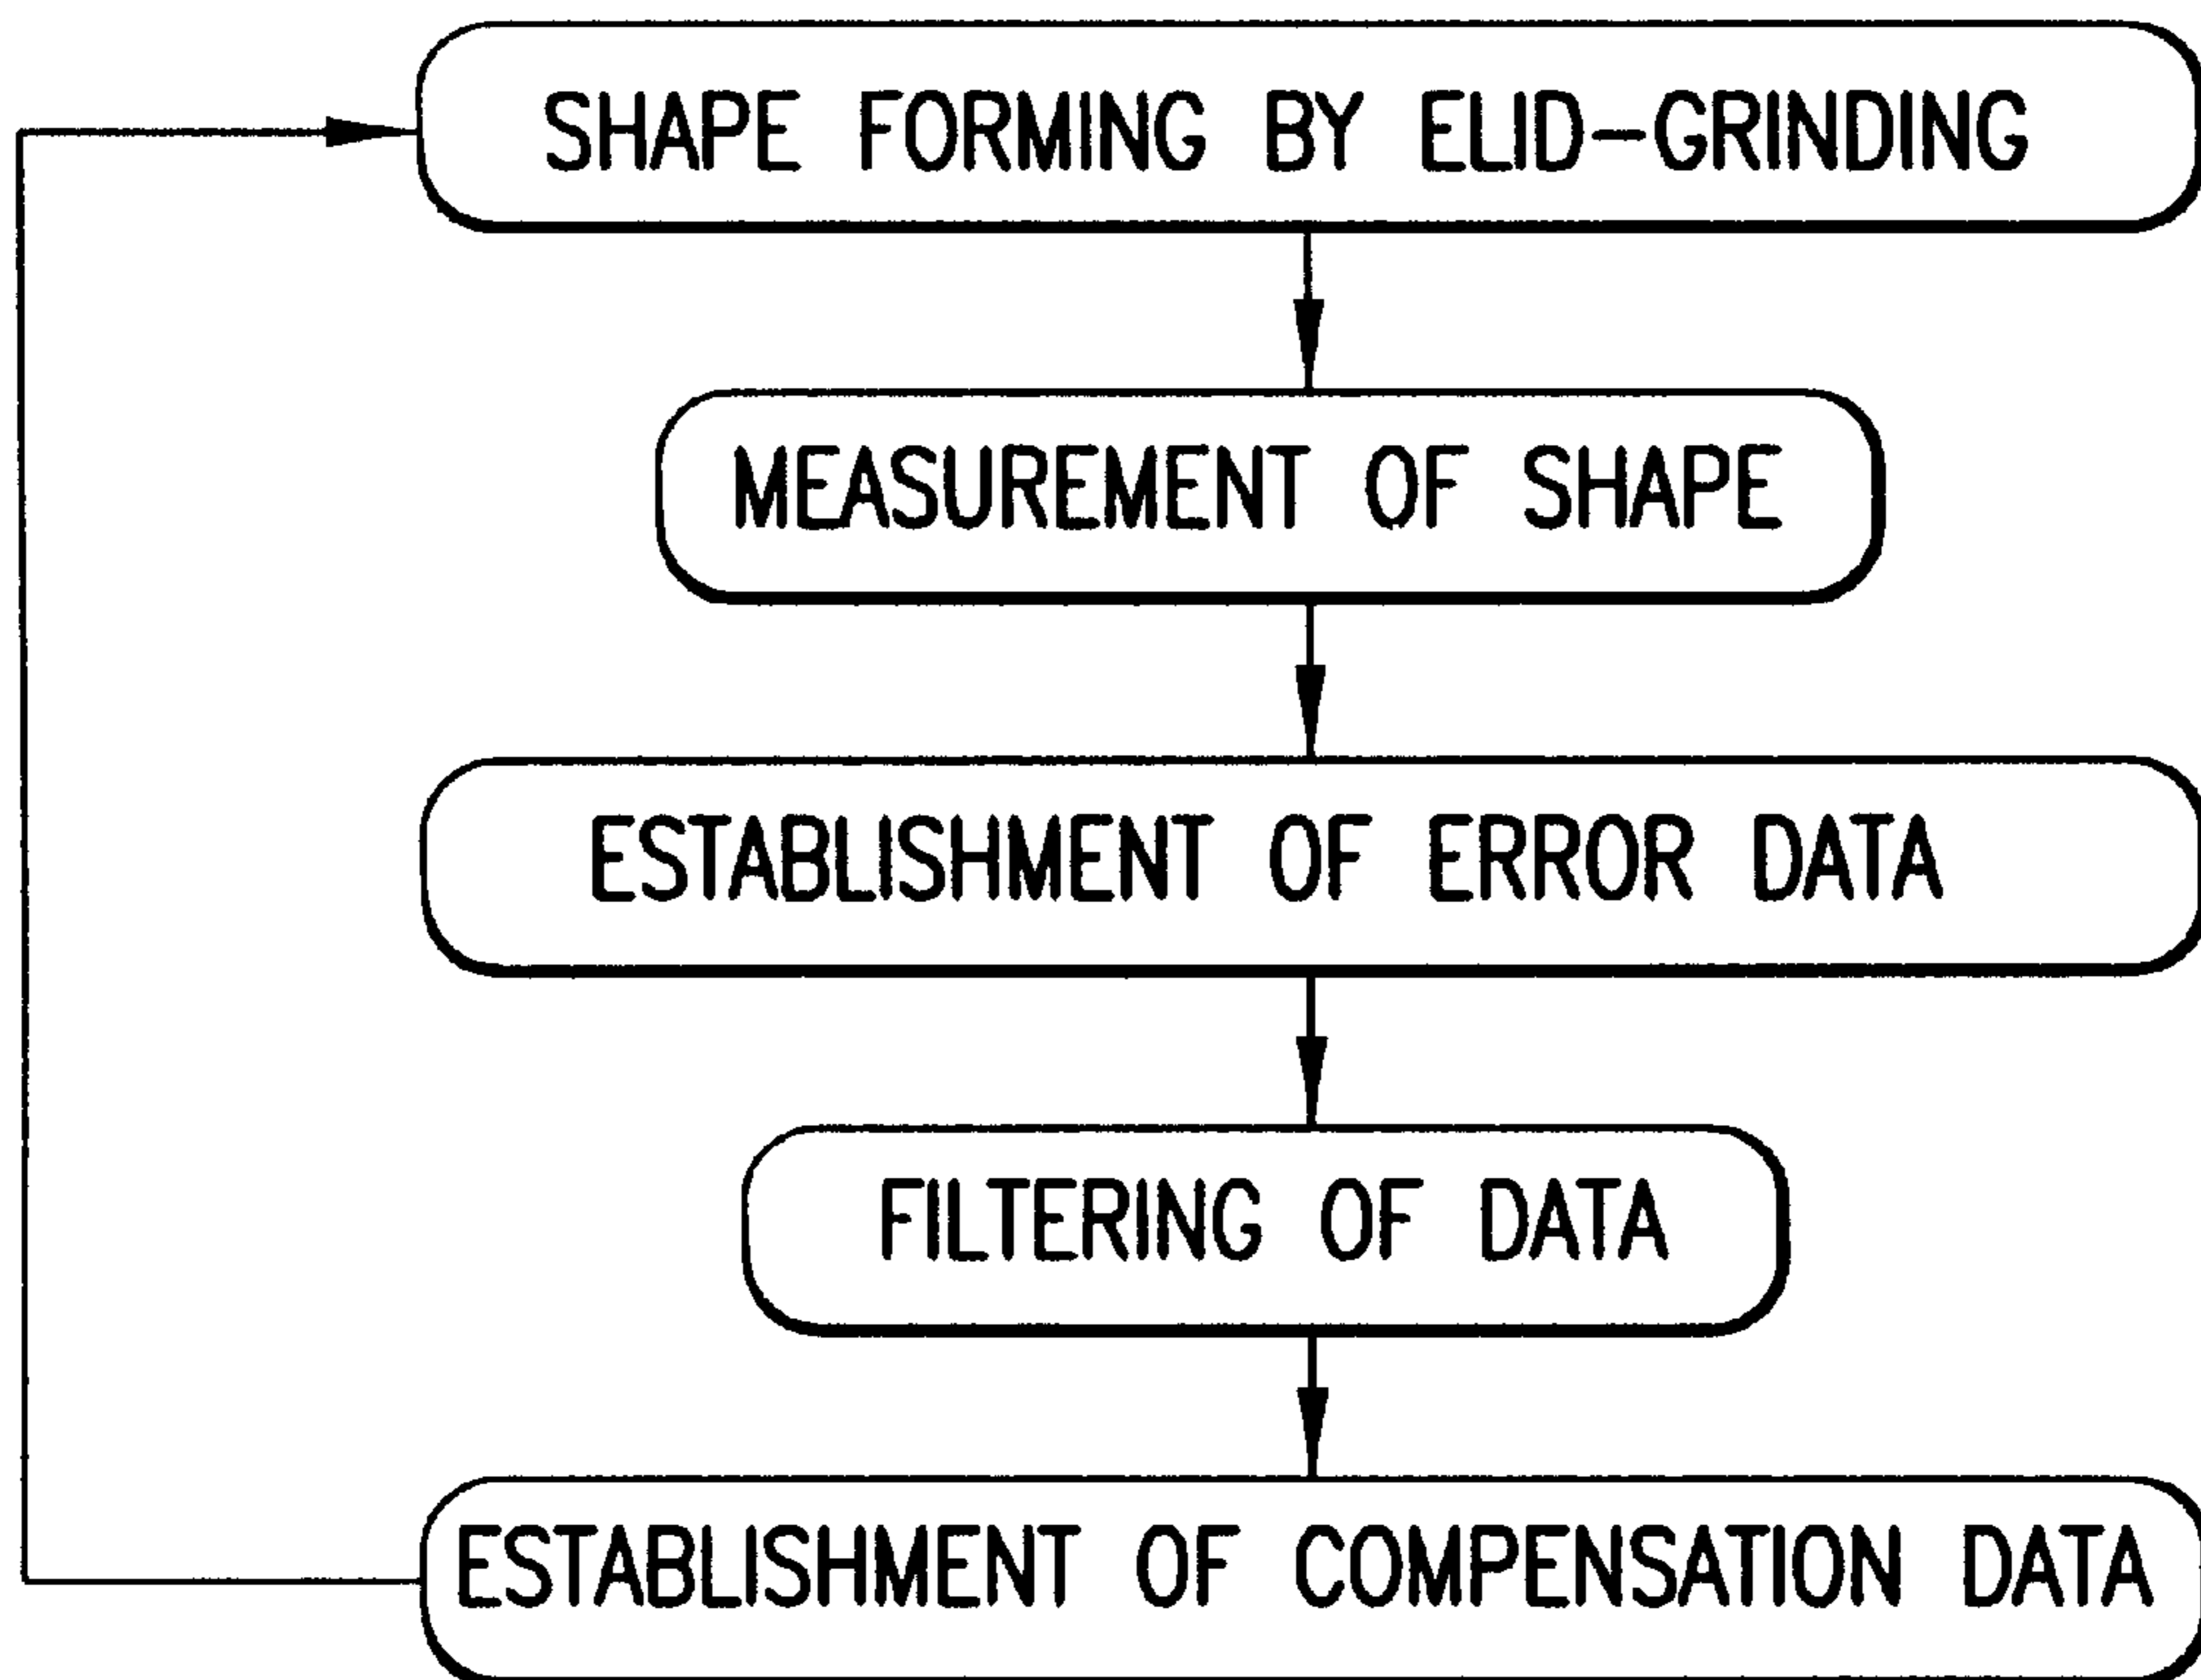 SHAPE FORMING BY ELID-GRINDING
MEASUREMENT OF SHAPE
ESTABLISHMENT OF ERROR DATA
FILTERING OF DATA
ESTABLISHMENT OF COMPENSATION DATA